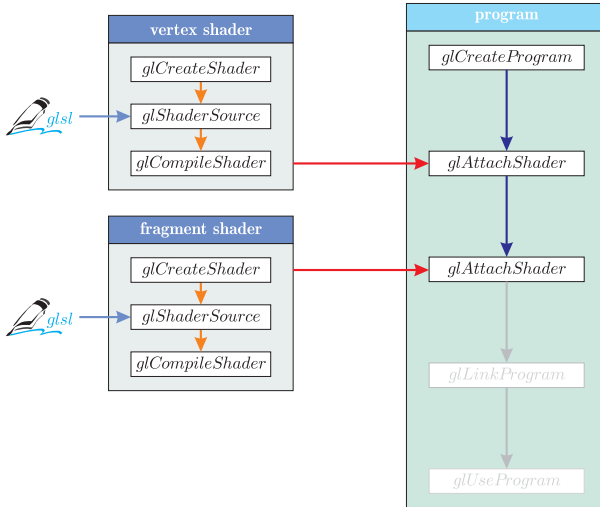 vertex shader
glCreateShader
glsl
glShaderSource
glCompileShader
fragment shader
glCreateShader
glsl
glShaderSource
glCompileShader
program
glCreateProgram
glAttachShader
glAttachShader
glLinkProgram
glUseProgram